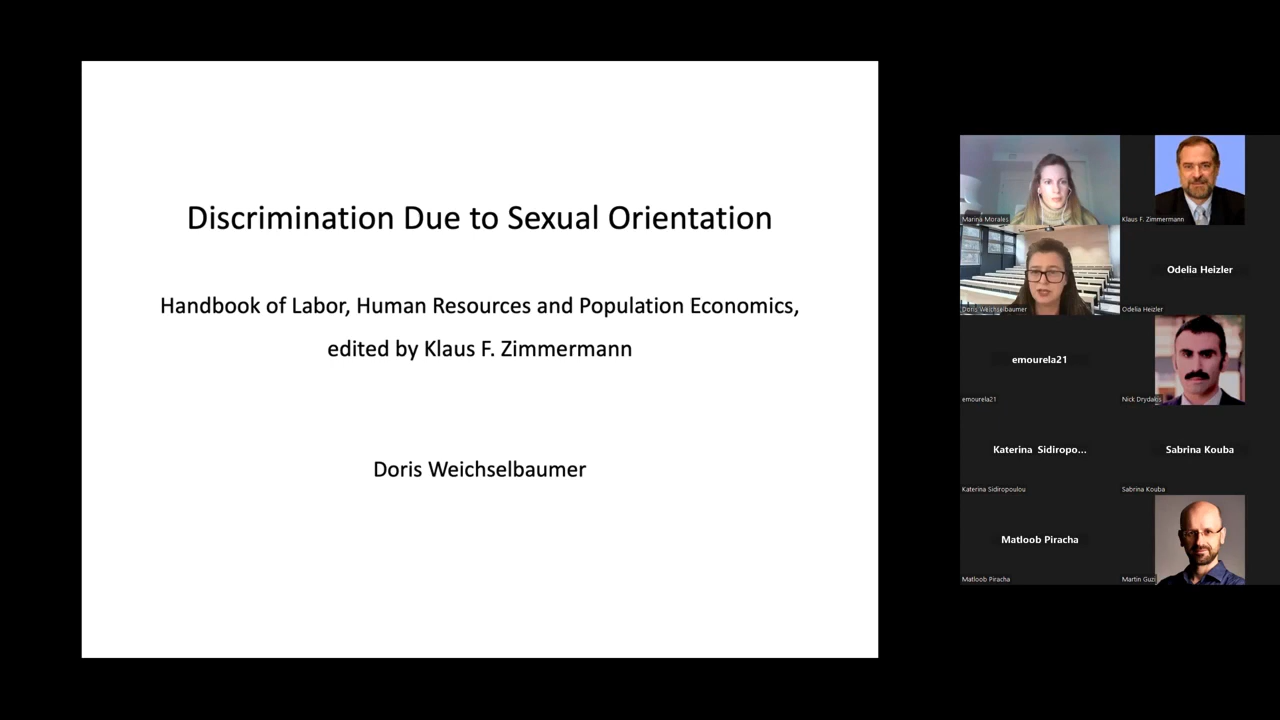 Discrimination Due to Sexual Orientation
Handbook of Labor, Human Resources and Population Economics,
edited by Klaus F. Zimmermann
Doris Weichselbaumer
Marina Morales
Klaus F. Zimmermann
Doris Weichselbaumer
Odelia Heizler
Odelia Heizler
emourela21
emourela21
Nick Drydakis
Katerina Sidiropo...
Katerina Sidiropoulou
Sabrina Kouba
Sabrina Kouba
Matloob Piracha
Matloob Piracha
Martin Guzi